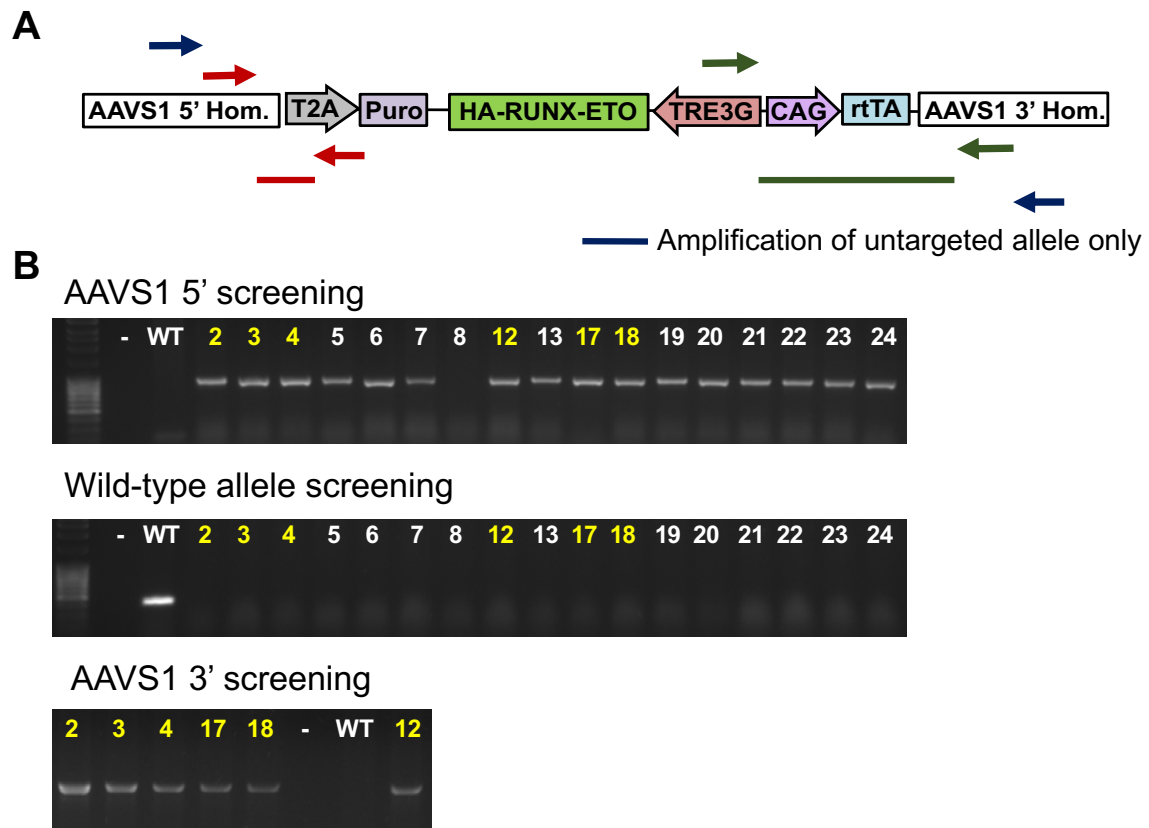 A
AAVS1 5’ Hom. T2A Puro HA-RUNX-ETO TRE3G CAG rtTA AAVS1 3’ Hom.
Amplification of untargeted allele only
B
AAVS1 5’ screening
- WT 2 3 4 5 6 7 8 12 13 17 18 19 20 21 22 23 24
Wild-type allele screening
- WT 2 3 4 5 6 7 8 12 13 17 18 19 20 21 22 23 24
AAVS1 3’ screening
2 3 4 17 18 - WT 12